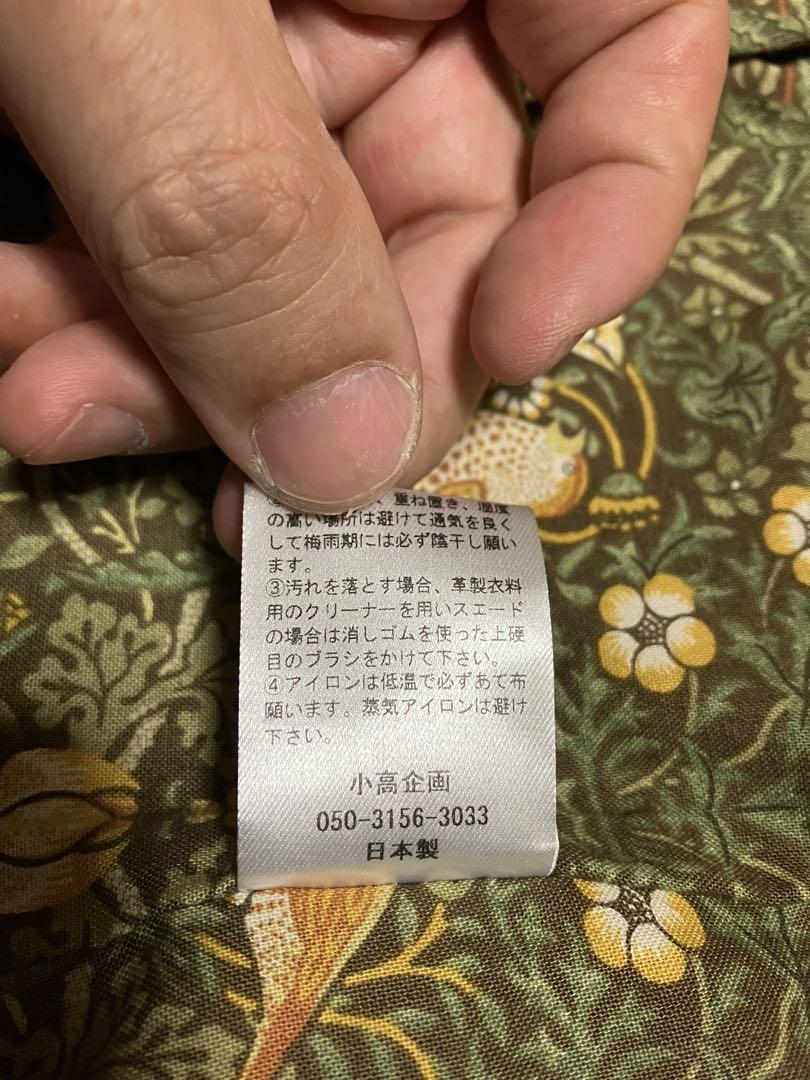 重ね置き、湿度
の高い場所は避けて通気を良く
して梅雨期には必ず陰干し願い
ます。
③汚れを落とす場合、革製衣料
用のクリーナーを用いスエード
の場合は消しゴムを使った上硬
目のブラシをかけて下さい。
④アイロンは低温で必ずあて布
願います。蒸気アイロンは避け
下さい。
小高企画
050-3156-3033
日本製